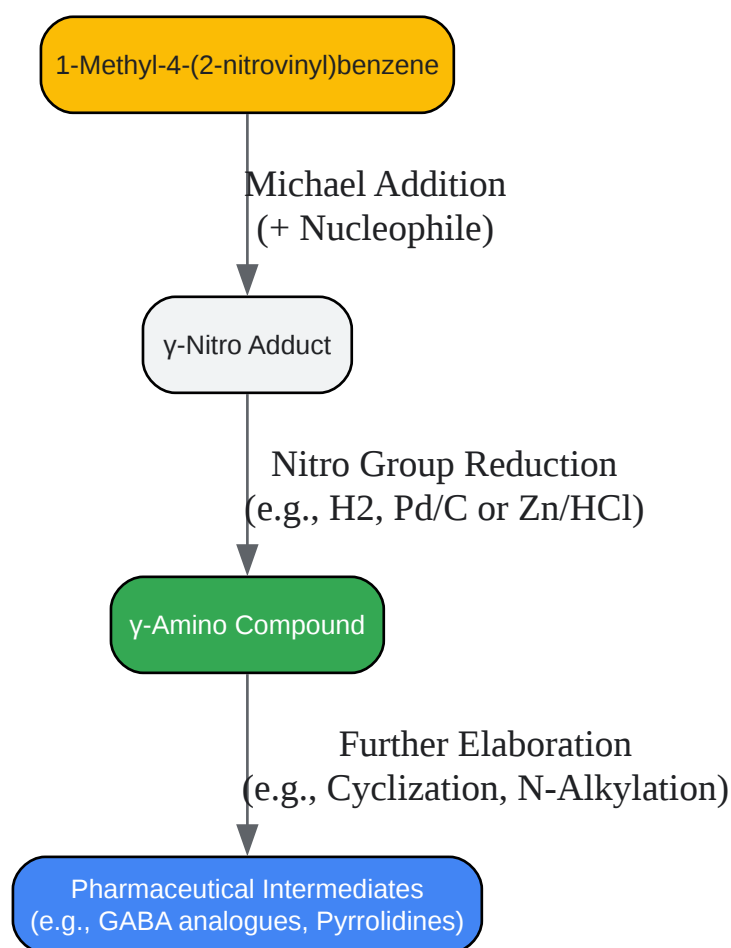 1-Methyl-4-(2-nitrovinyl)benzene
Michael Addition
(+ Nucleophile)
γ-Nitro Adduct
Nitro Group Reduction
(e.g., H2, Pd/C or Zn/HCl)
γ-Amino Compound
Further Elaboration
(e.g., Cyclization, N-Alkylation)
Pharmaceutical Intermediates
(e.g., GABA analogues, Pyrrolidines)